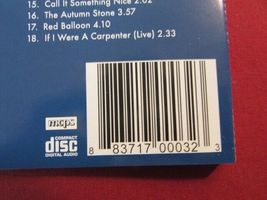 15. Call It Something Nice 2.02
16. The Autumn Stone 3.57
17. Red Balloon 4.10
18. If I Were A Carpenter (Live) 2.33
mcps
COMPACT
disc
DIGITAL AUDIO
8 83717 00032 3